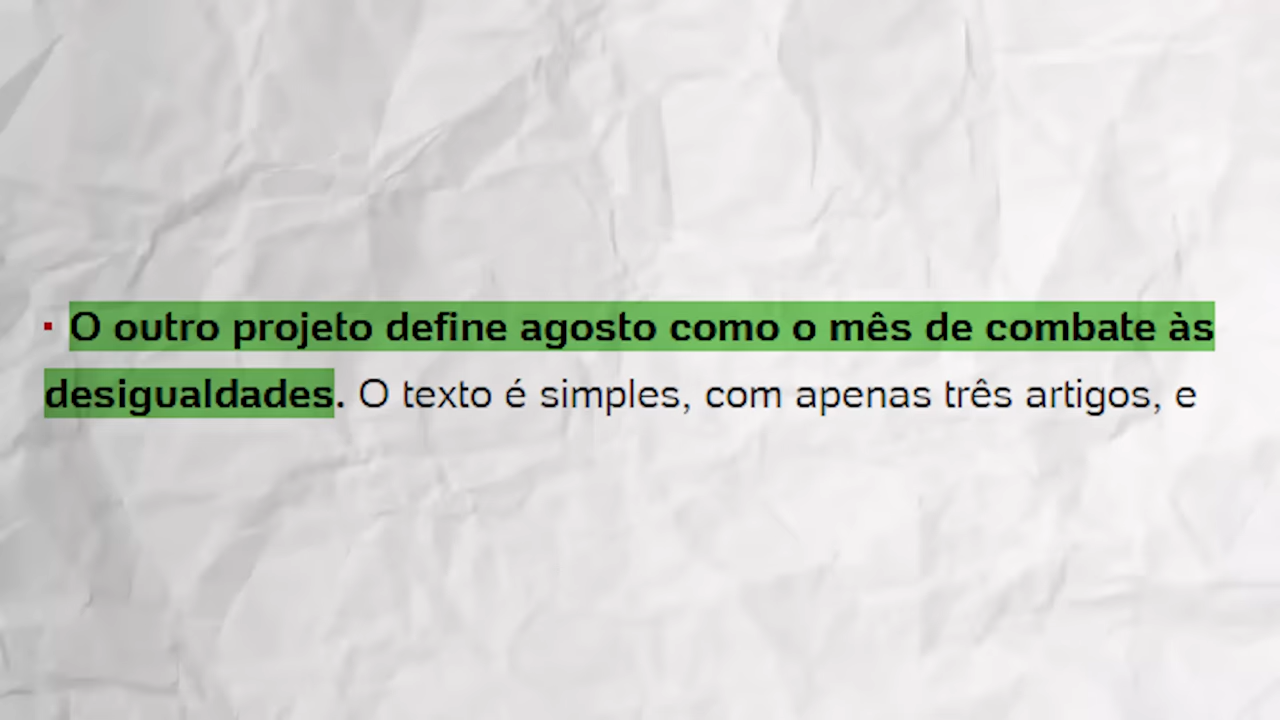 ▪ O outro projeto define agosto como o mês de combate às
desigualdades. O texto é simples, com apenas três artigos, e